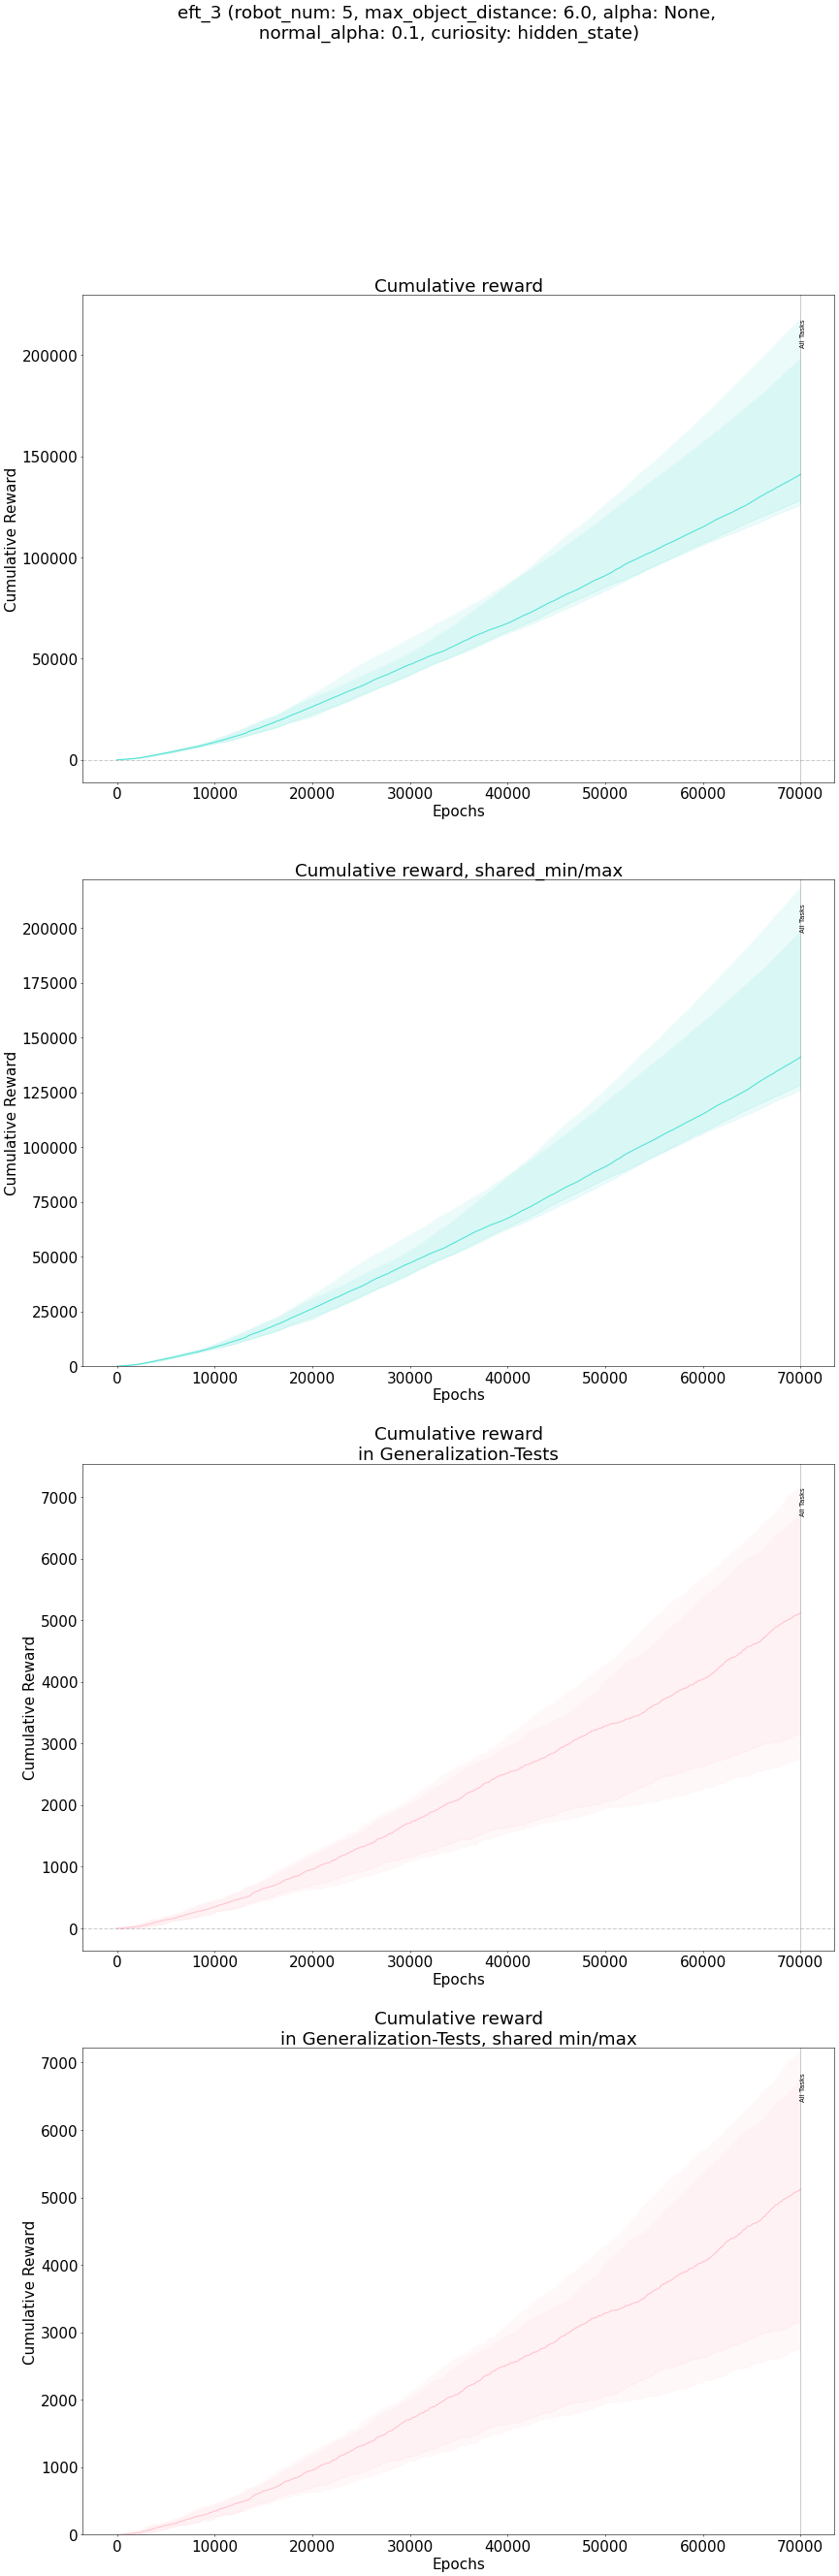 eft_3 (robot_num: 5, max_object_distance: 6.0, alpha: None,
normal_alpha: 0.1, curiosity: hidden_state)
Cumulative reward
All Tasks
200000
150000
100000
50000
0
Cumulative Reward
0 10000 20000 30000 40000 50000 60000 70000
Epochs
Cumulative reward, shared_min/max
All Tasks
200000
175000
150000
125000
100000
75000
50000
25000
0
Cumulative Reward
0 10000 20000 30000 40000 50000 60000 70000
Epochs
Cumulative reward
in Generalization-Tests
All Tasks
7000
6000
5000
4000
3000
2000
1000
0
Cumulative Reward
0 10000 20000 30000 40000 50000 60000 70000
Epochs
Cumulative reward
in Generalization-Tests, shared min/max
All Tasks
7000
6000
5000
4000
3000
2000
1000
0
Cumulative Reward
0 10000 20000 30000 40000 50000 60000 70000
Epochs